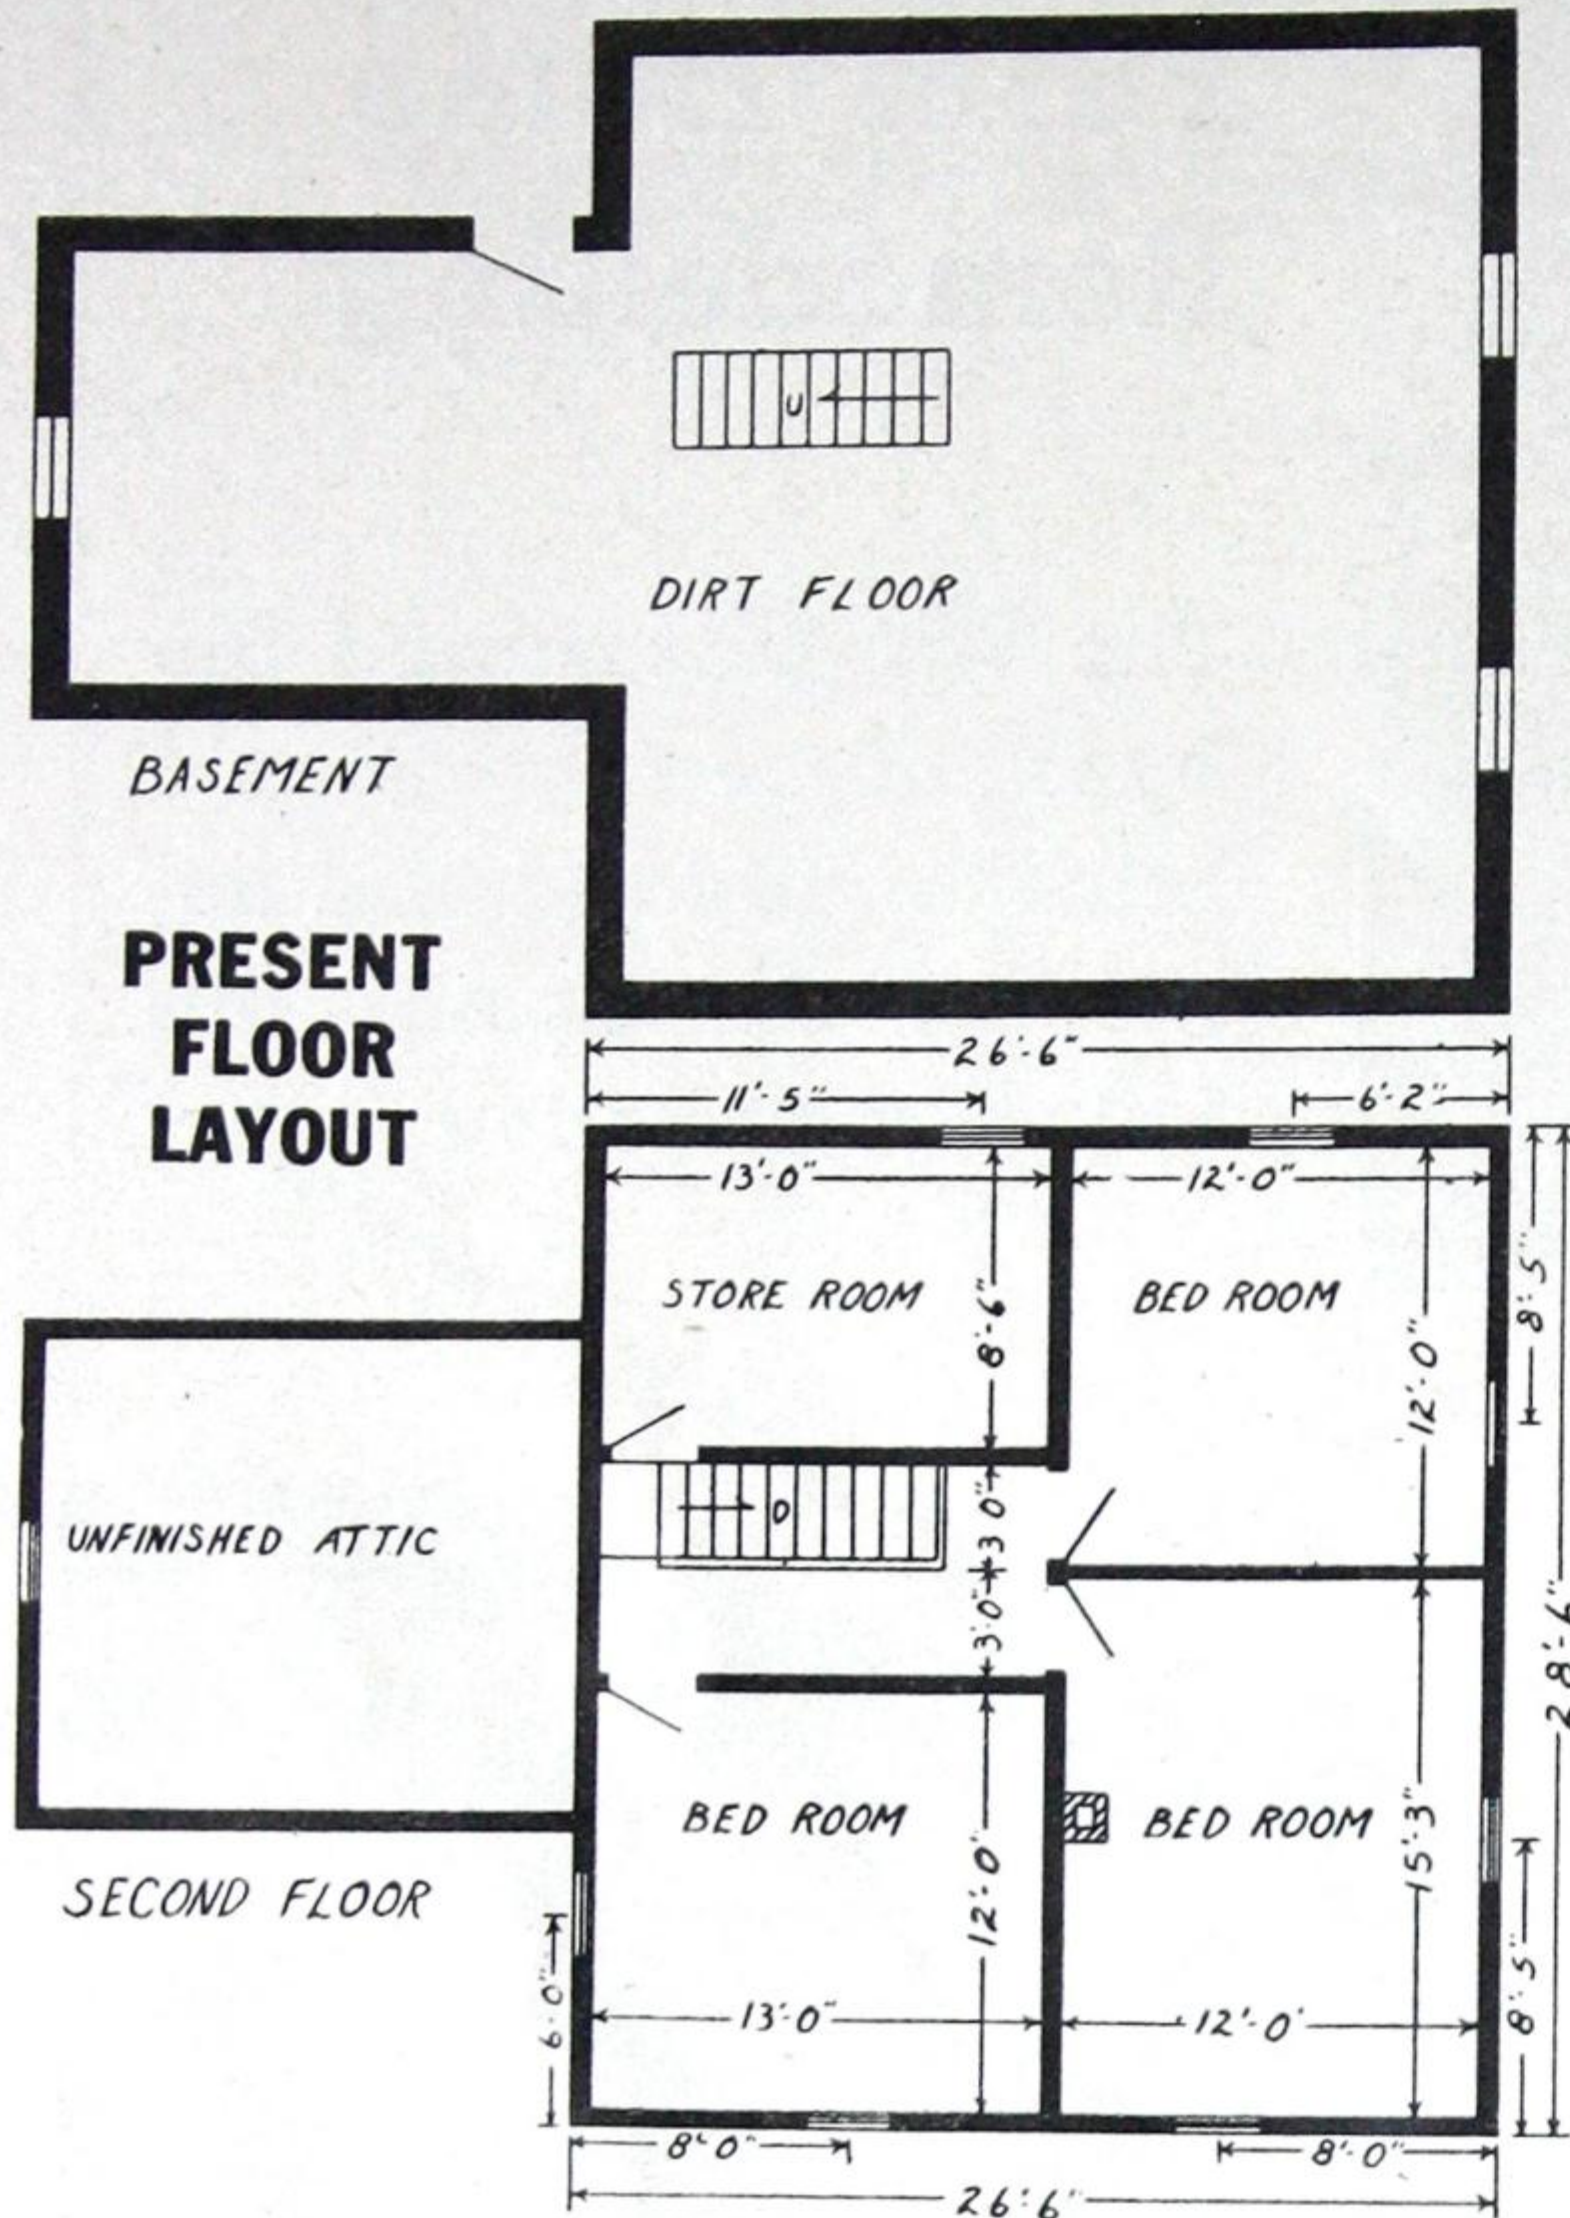 U
DIRT FLOOR
BASEMENT
PRESENT
FLOOR
LAYOUT
26'-6"
11'-5"
6'-2"
13'-0"
12'-0"
STORE ROOM
8'-6"
BED ROOM
12'-0"
8'-5"
UNFINISHED ATTIC
D
3'0"
3'-0"
28'-6"
BED ROOM
BED ROOM
12'-0"
15'-3"
SECOND FLOOR
6'-0"
13'-0"
12'-0'
8'-5"
8'-0"
8'-0"
26'-6"